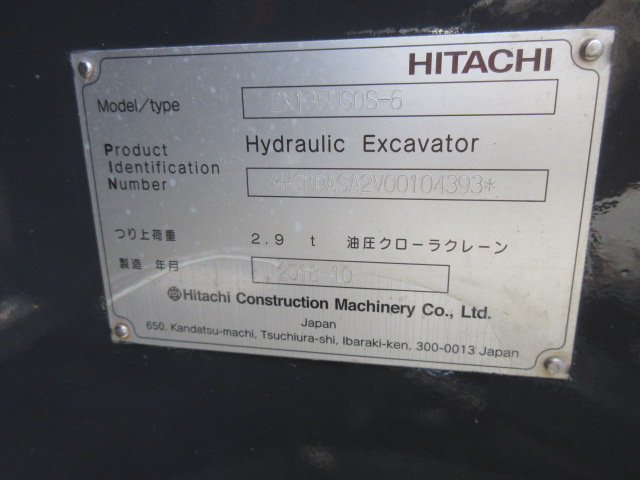 HITACHI
Model/type ZX135USOS-6
Hydraulic Excavator
Product
Identification
Number
*HCMDASA2V00104393*
つり上荷重 2.9 t 油圧クローラクレーン
製造 年月 2018-10
@Hitachi Construction Machinery Co., Ltd.
Japan
650, Kandatsu-machi, Tsuchiura-shi, Ibaraki-ken, 300-0013 Japan